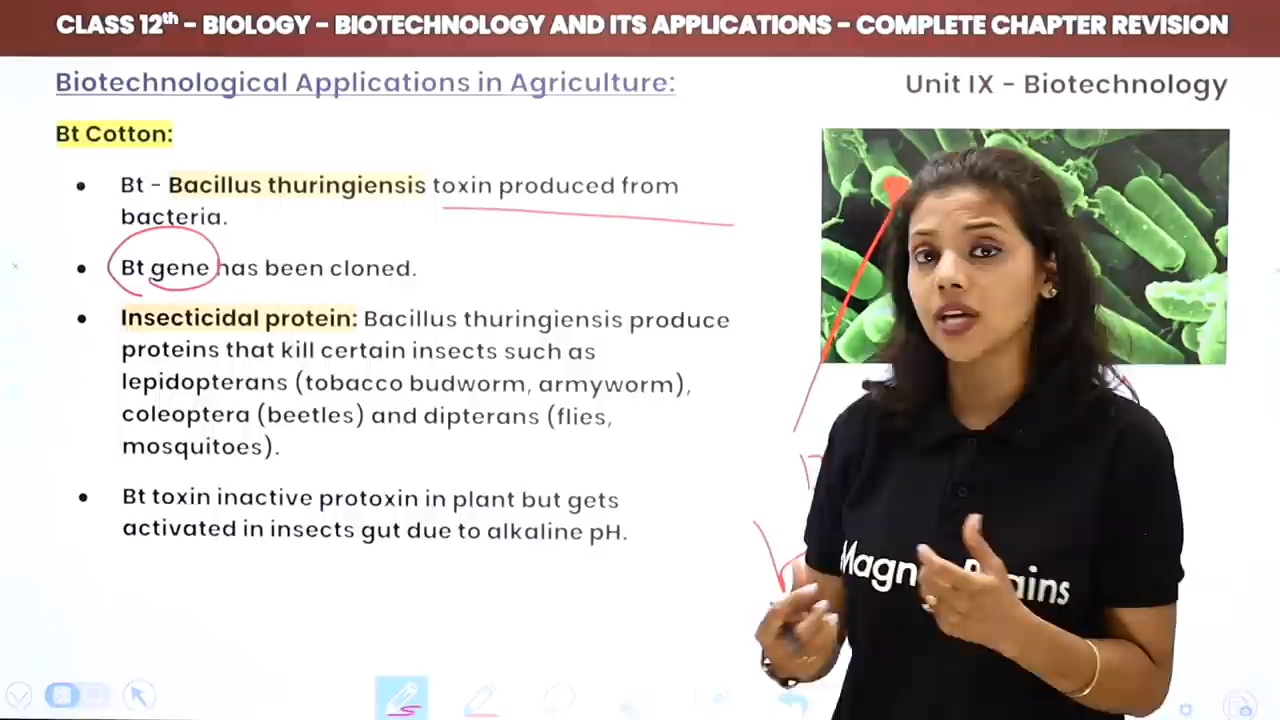 CLASS 12th – BIOLOGY – BIOTECHNOLOGY AND ITS APPLICATIONS – COMPLETE CHAPTER REVISION
Biotechnological Applications in Agriculture:
Unit IX – Biotechnology
Bt Cotton:
• Bt – Bacillus thuringiensis toxin produced from
bacteria.
• Bt gene has been cloned.
• Insecticidal protein: Bacillus thuringiensis produce
proteins that kill certain insects such as
lepidopterans (tobacco budworm, armyworm),
coleoptera (beetles) and dipterans (flies,
mosquitoes).
• Bt toxin inactive protoxin in plant but gets
activated in insects gut due to alkaline pH.